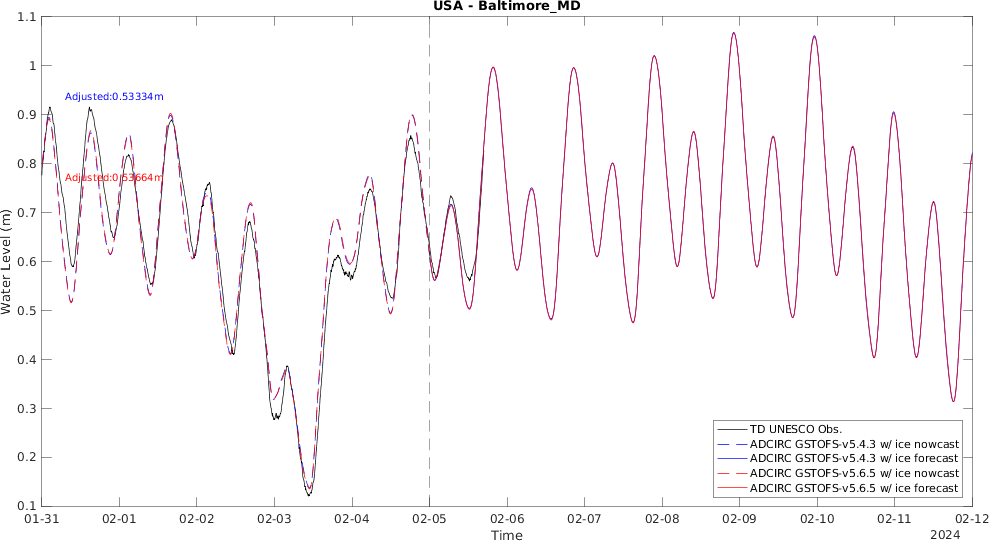 USA - Baltimore_MD
1.1
1
0.9
0.8
0.7
0.6
0.5
0.4
0.3
0.2
0.1
Water Level (m)
Adjusted:0.53334m
Adjusted:0.53664m
TD UNESCO Obs.
ADCIRC GSTOFS-v5.4.3 w/ ice nowcast
ADCIRC GSTOFS-v5.4.3 w/ ice forecast
ADCIRC GSTOFS-v5.6.5 w/ ice nowcast
ADCIRC GSTOFS-v5.6.5 w/ ice forecast
01-31 02-01 02-02 02-03 02-04 02-05 02-06 02-07 02-08 02-09 02-10 02-11 02-12
Time
2024